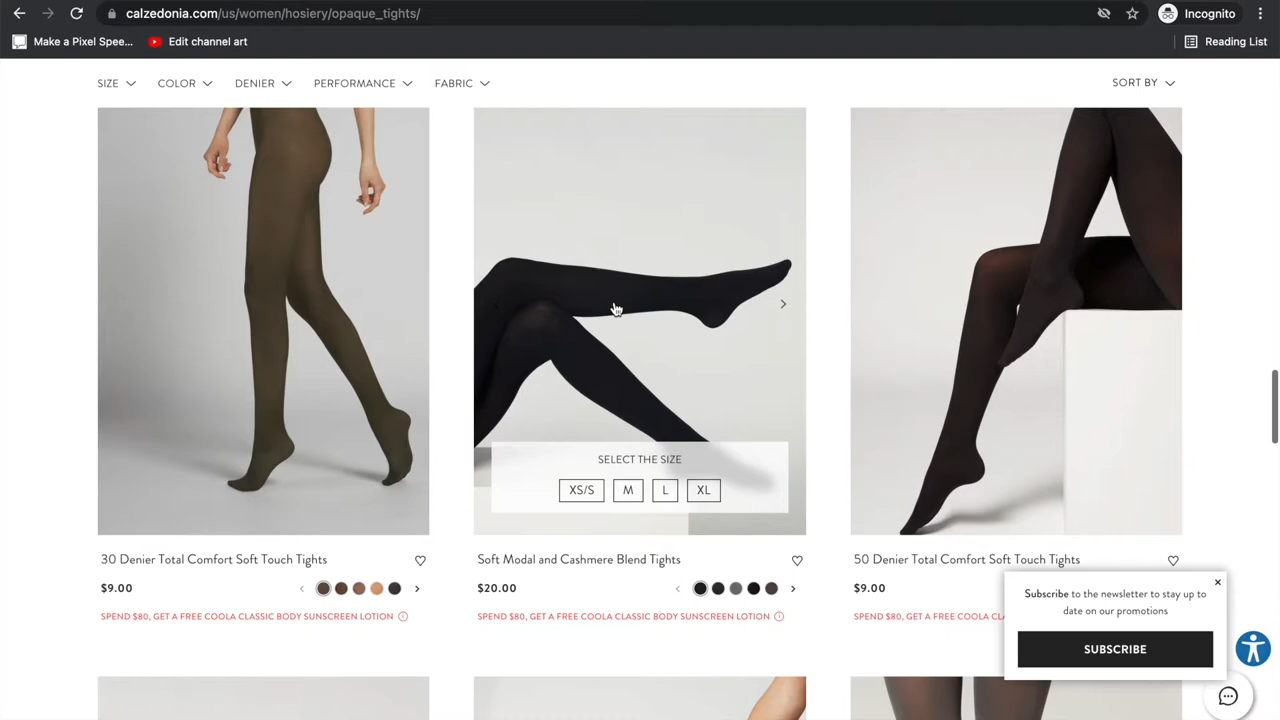 calzedonia.com/us/women/hosiery/opaque_tights/
Incognito
Make a Pixel Spee...
Edit channel art
Reading List
SIZE
COLOR
DENIER
PERFORMANCE
FABRIC
SORT BY
SELECT THE SIZE
XS/S
M
L
XL
30 Denier Total Comfort Soft Touch Tights
$9.00
SPEND $80, GET A FREE COOLA CLASSIC BODY SUNSCREEN LOTION
Soft Modal and Cashmere Blend Tights
$20.00
SPEND $80, GET A FREE COOLA CLASSIC BODY SUNSCREEN LOTION
50 Denier Total Comfort Soft Touch Tights
$9.00
SPEND $80, GET A FREE COO
Subscribe to the newsletter to stay up to
date on our promotions
SUBSCRIBE